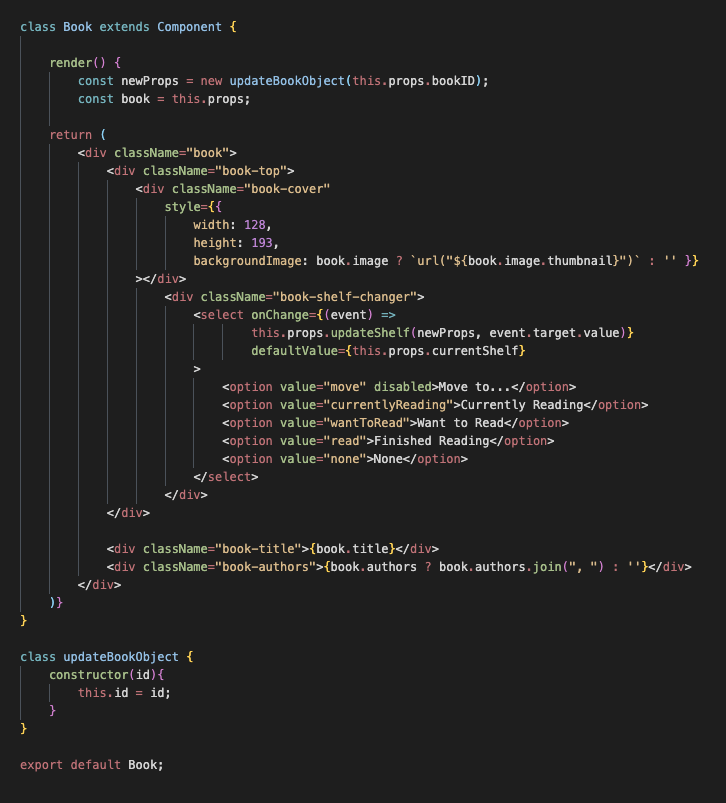 class Book extends Component {
render() {
const newProps = new updateBookObject(this.props.bookID);
const book = this.props;
return (
<div className="book">
<div className="book-top">
<div className="book-cover"
style={{
width: 128,
height: 193,
backgroundImage: book.image ? `url("${book.image.thumbnail}")` : '' }}
></div>
<div className="book-shelf-changer">
<select onChange={(event) =>
this.props.updateShelf(newProps, event.target.value)}
defaultValue={this.props.currentShelf}
>
<option value="move" disabled>Move to...</option>
<option value="currentlyReading">Currently Reading</option>
<option value="wantToRead">Want to Read</option>
<option value="read">Finished Reading</option>
<option value="none">None</option>
</select>
</div>
</div>
<div className="book-title">{book.title}</div>
<div className="book-authors">{book.authors ? book.authors.join(", ") : ''}</div>
</div>
)}
}
class updateBookObject {
constructor(id){
this.id = id;
}
}
export default Book;